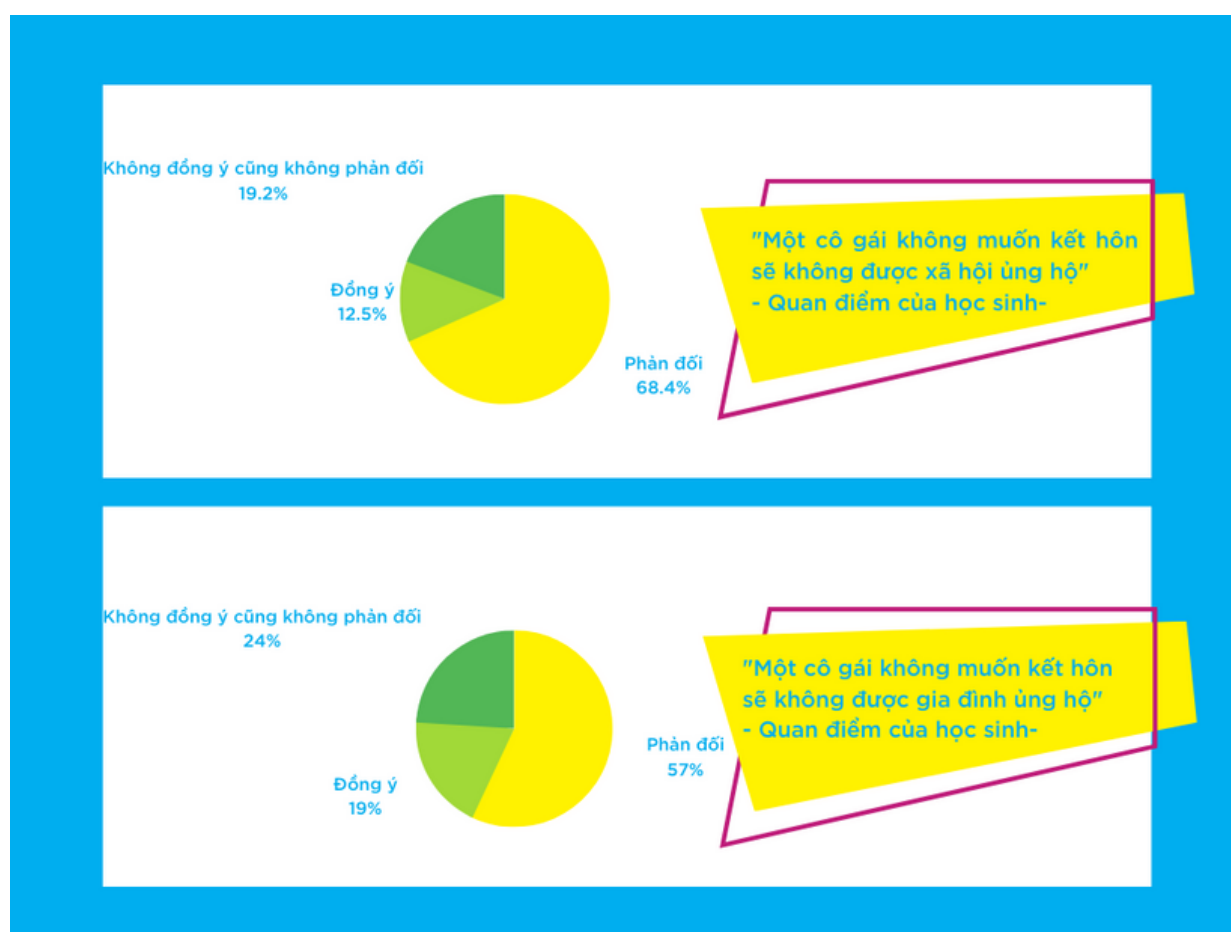 Không đồng ý cũng không phản đối
19.2%
Đồng ý
12.5%
Phản đối
68.4%
"Một cô gái không muốn kết hôn
sẽ không được xã hội ủng hộ"
- Quan điểm của học sinh-
Không đồng ý cũng không phản đối
24%
Đồng ý
19%
Phản đối
57%
"Một cô gái không muốn kết hôn
sẽ không được gia đình ủng hộ"
- Quan điểm của học sinh-